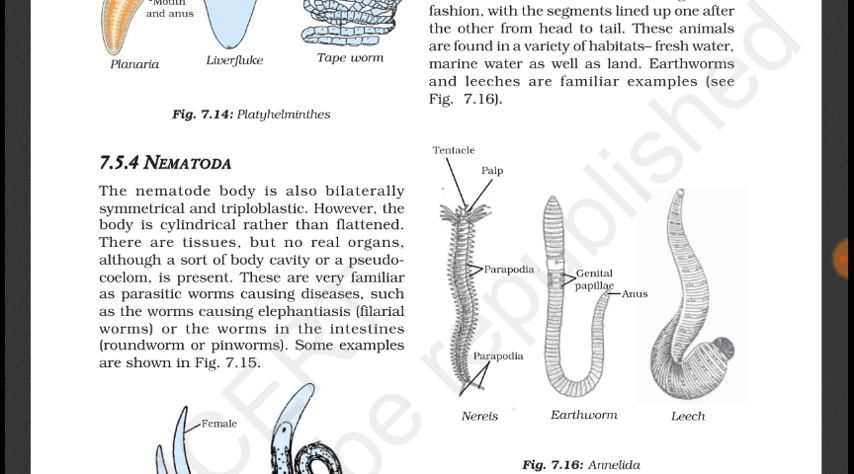 Mouth
and anus
Planaria
Liverfluke
Tape worm
Fig. 7.14: Platyhelminthes
7.5.4 NEMATODA
The nematode body is also bilaterally
symmetrical and triploblastic. However, the
body is cylindrical rather than flattened.
There are tissues, but no real organs,
although a sort of body cavity or a pseudo-
coelom, is present. These are very familiar
as parasitic worms causing diseases, such
as the worms causing elephantiasis (filarial
worms) or the worms in the intestines
(roundworm or pinworms). Some examples
are shown in Fig. 7.15.
Female
fashion, with the segments lined up one after
the other from head to tail. These animals
are found in a variety of habitats– fresh water,
marine water as well as land. Earthworms
and leeches are familiar examples (see
Fig. 7.16).
Tentacle
Palp
Parapodia
Genital
papillae
Anus
Parapodia
Nereis
Earthworm
Leech
Fig. 7.16: Annelida
be republished